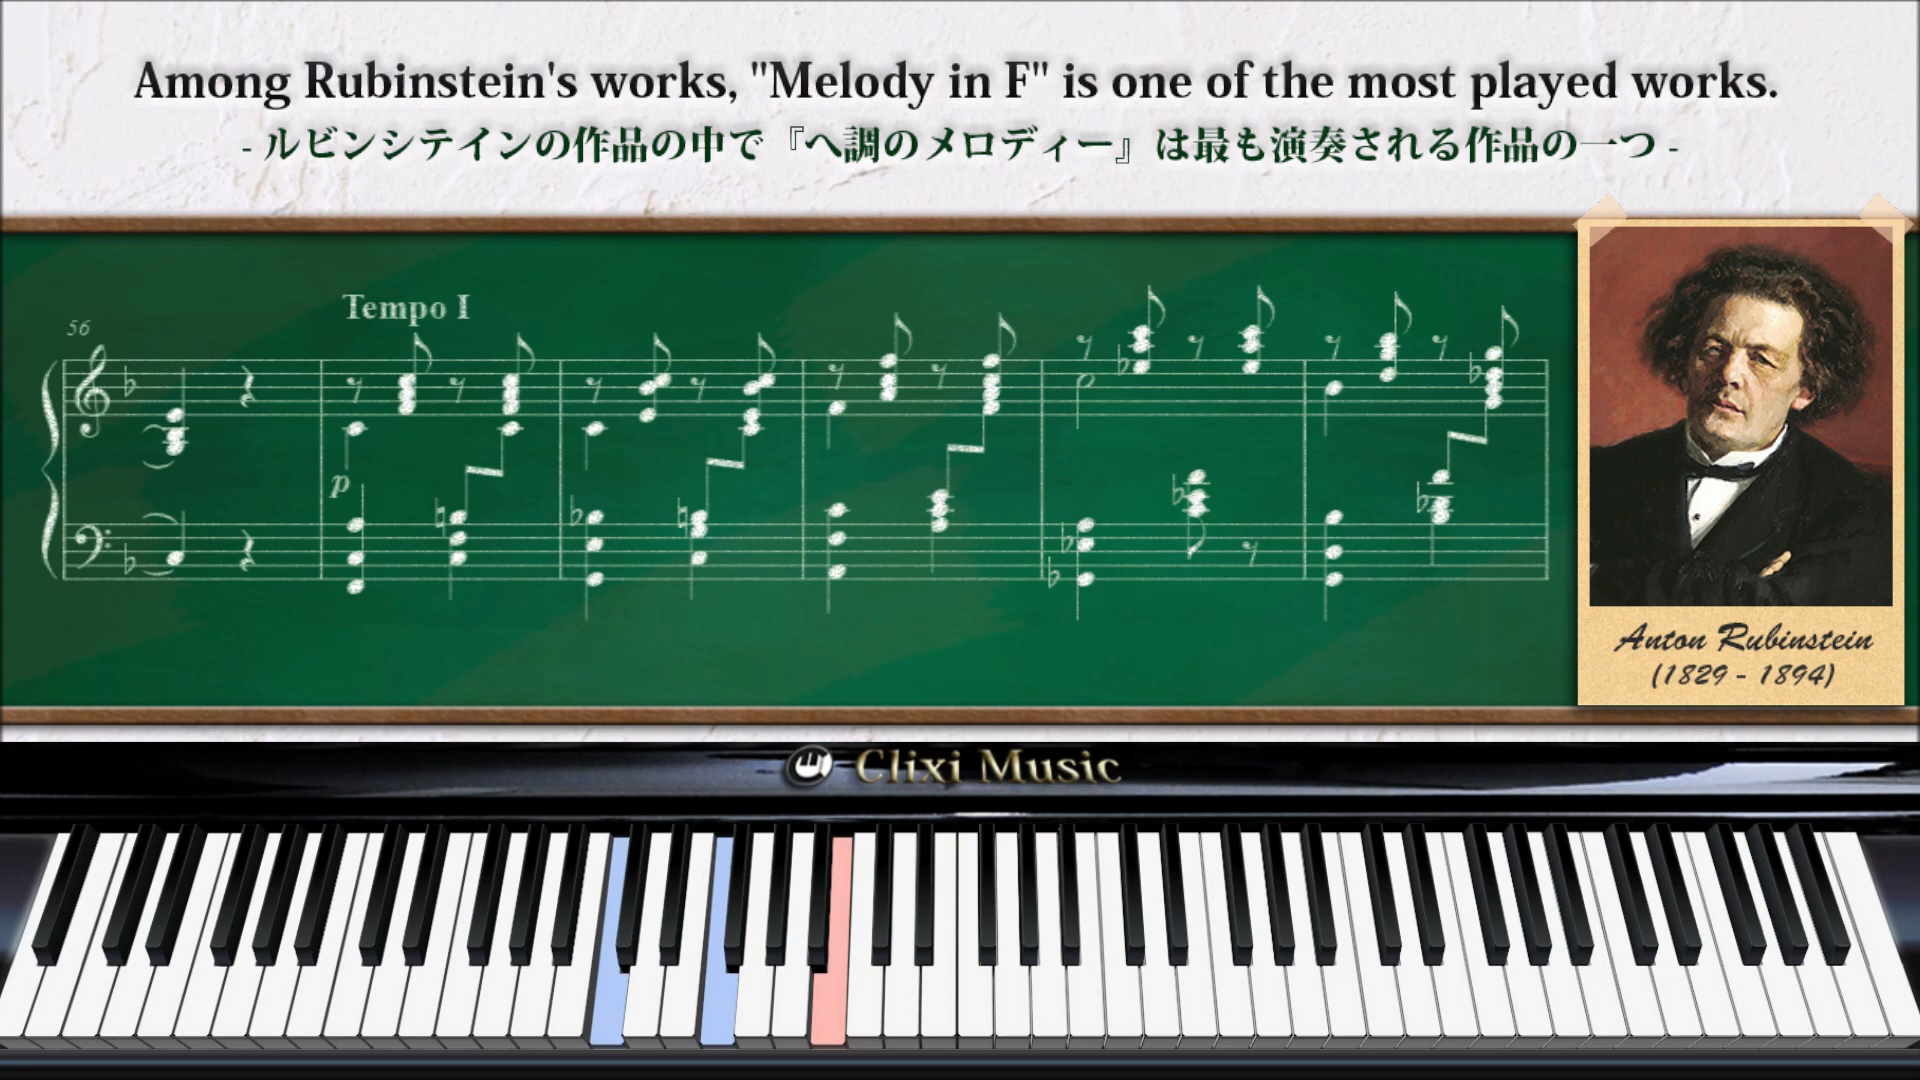 Among Rubinstein's works, "Melody in F" is one of the most played works.
- ルビンシテインの作品の中で『へ調のメロディー』は最も演奏される作品の一つ -
Tempo I
56
p
Anton Rubinstein
(1829 - 1894)
Clixi Music